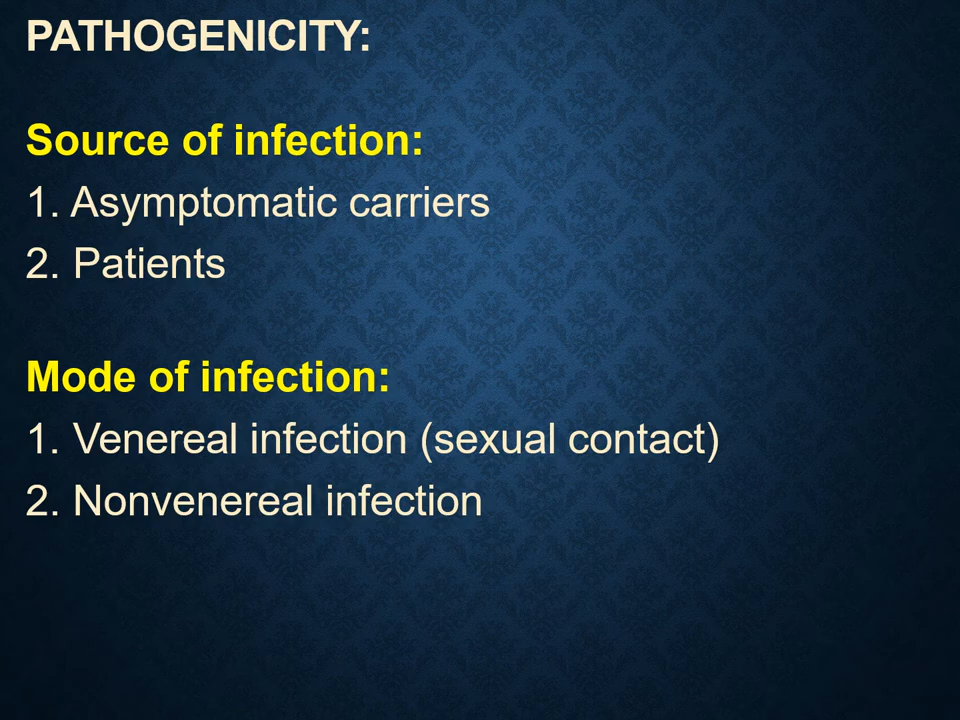 PATHOGENICITY:
Source of infection:
1. Asymptomatic carriers
2. Patients
Mode of infection:
1. Venereal infection (sexual contact)
2. Nonvenereal infection